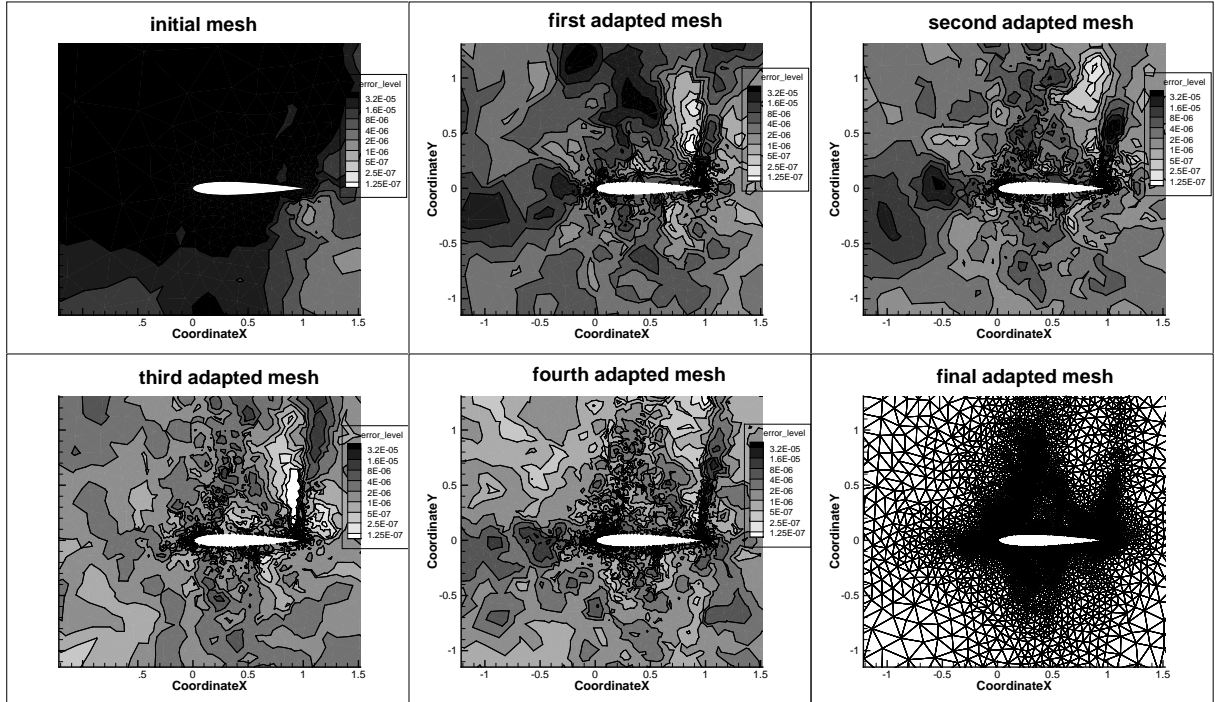 initial mesh
error_level
3.2E-05
1.6E-05
8E-06
4E-06
2E-06
1E-06
5E-07
2.5E-07
1.25E-07
.5 0 0.5 1 1.5
CoordinateX
first adapted mesh
error_level
3.2E-05
1.6E-05
8E-06
4E-06
2E-06
1E-06
5E-07
2.5E-07
1.25E-07
CoordinateY
1
0.5
0
-0.5
-1
-1 -0.5 0 0.5 1 1.5
CoordinateX
second adapted mesh
error_level
3.2E-05
1.6E-05
8E-06
4E-06
2E-06
1E-06
5E-07
2.5E-07
1.25E-07
CoordinateY
1
0.5
0
-0.5
-1
-1 -0.5 0 0.5 1 1.5
CoordinateX
third adapted mesh
error_level
3.2E-05
1.6E-05
8E-06
4E-06
2E-06
1E-06
5E-07
2.5E-07
1.25E-07
.5 0 0.5 1 1.5
CoordinateX
fourth adapted mesh
error_level
3.2E-05
1.6E-05
8E-06
4E-06
2E-06
1E-06
5E-07
2.5E-07
1.25E-07
CoordinateY
1
0.5
0
-0.5
-1
-1 -0.5 0 0.5 1 1.5
CoordinateX
final adapted mesh
CoordinateY
1
0.5
0
-0.5
-1
-1 -0.5 0 0.5 1 1.5
CoordinateX